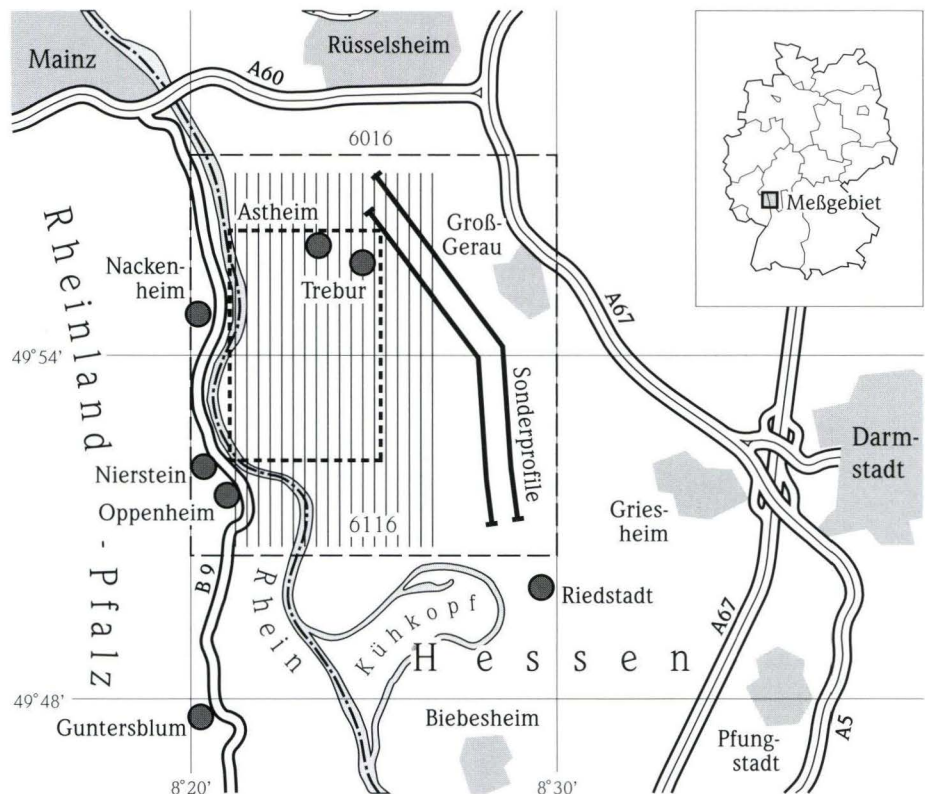 Mainz
Rüsselsheim
A60
6016
Meßgebiet
Rheinland-Pfalz
Astheim
Groß-
Gerau
Nacken-
heim
Trebur
A67
49°54'
Sonderprofile
Darm-
stadt
Nierstein
Oppenheim
6116
Gries-
heim
B9
Rhein
Kühkopf
Riedstadt
A67
Hessen
49°48'
Guntersblum
Biebesheim
Pfung-
stadt
A5
8°20'
8°30'